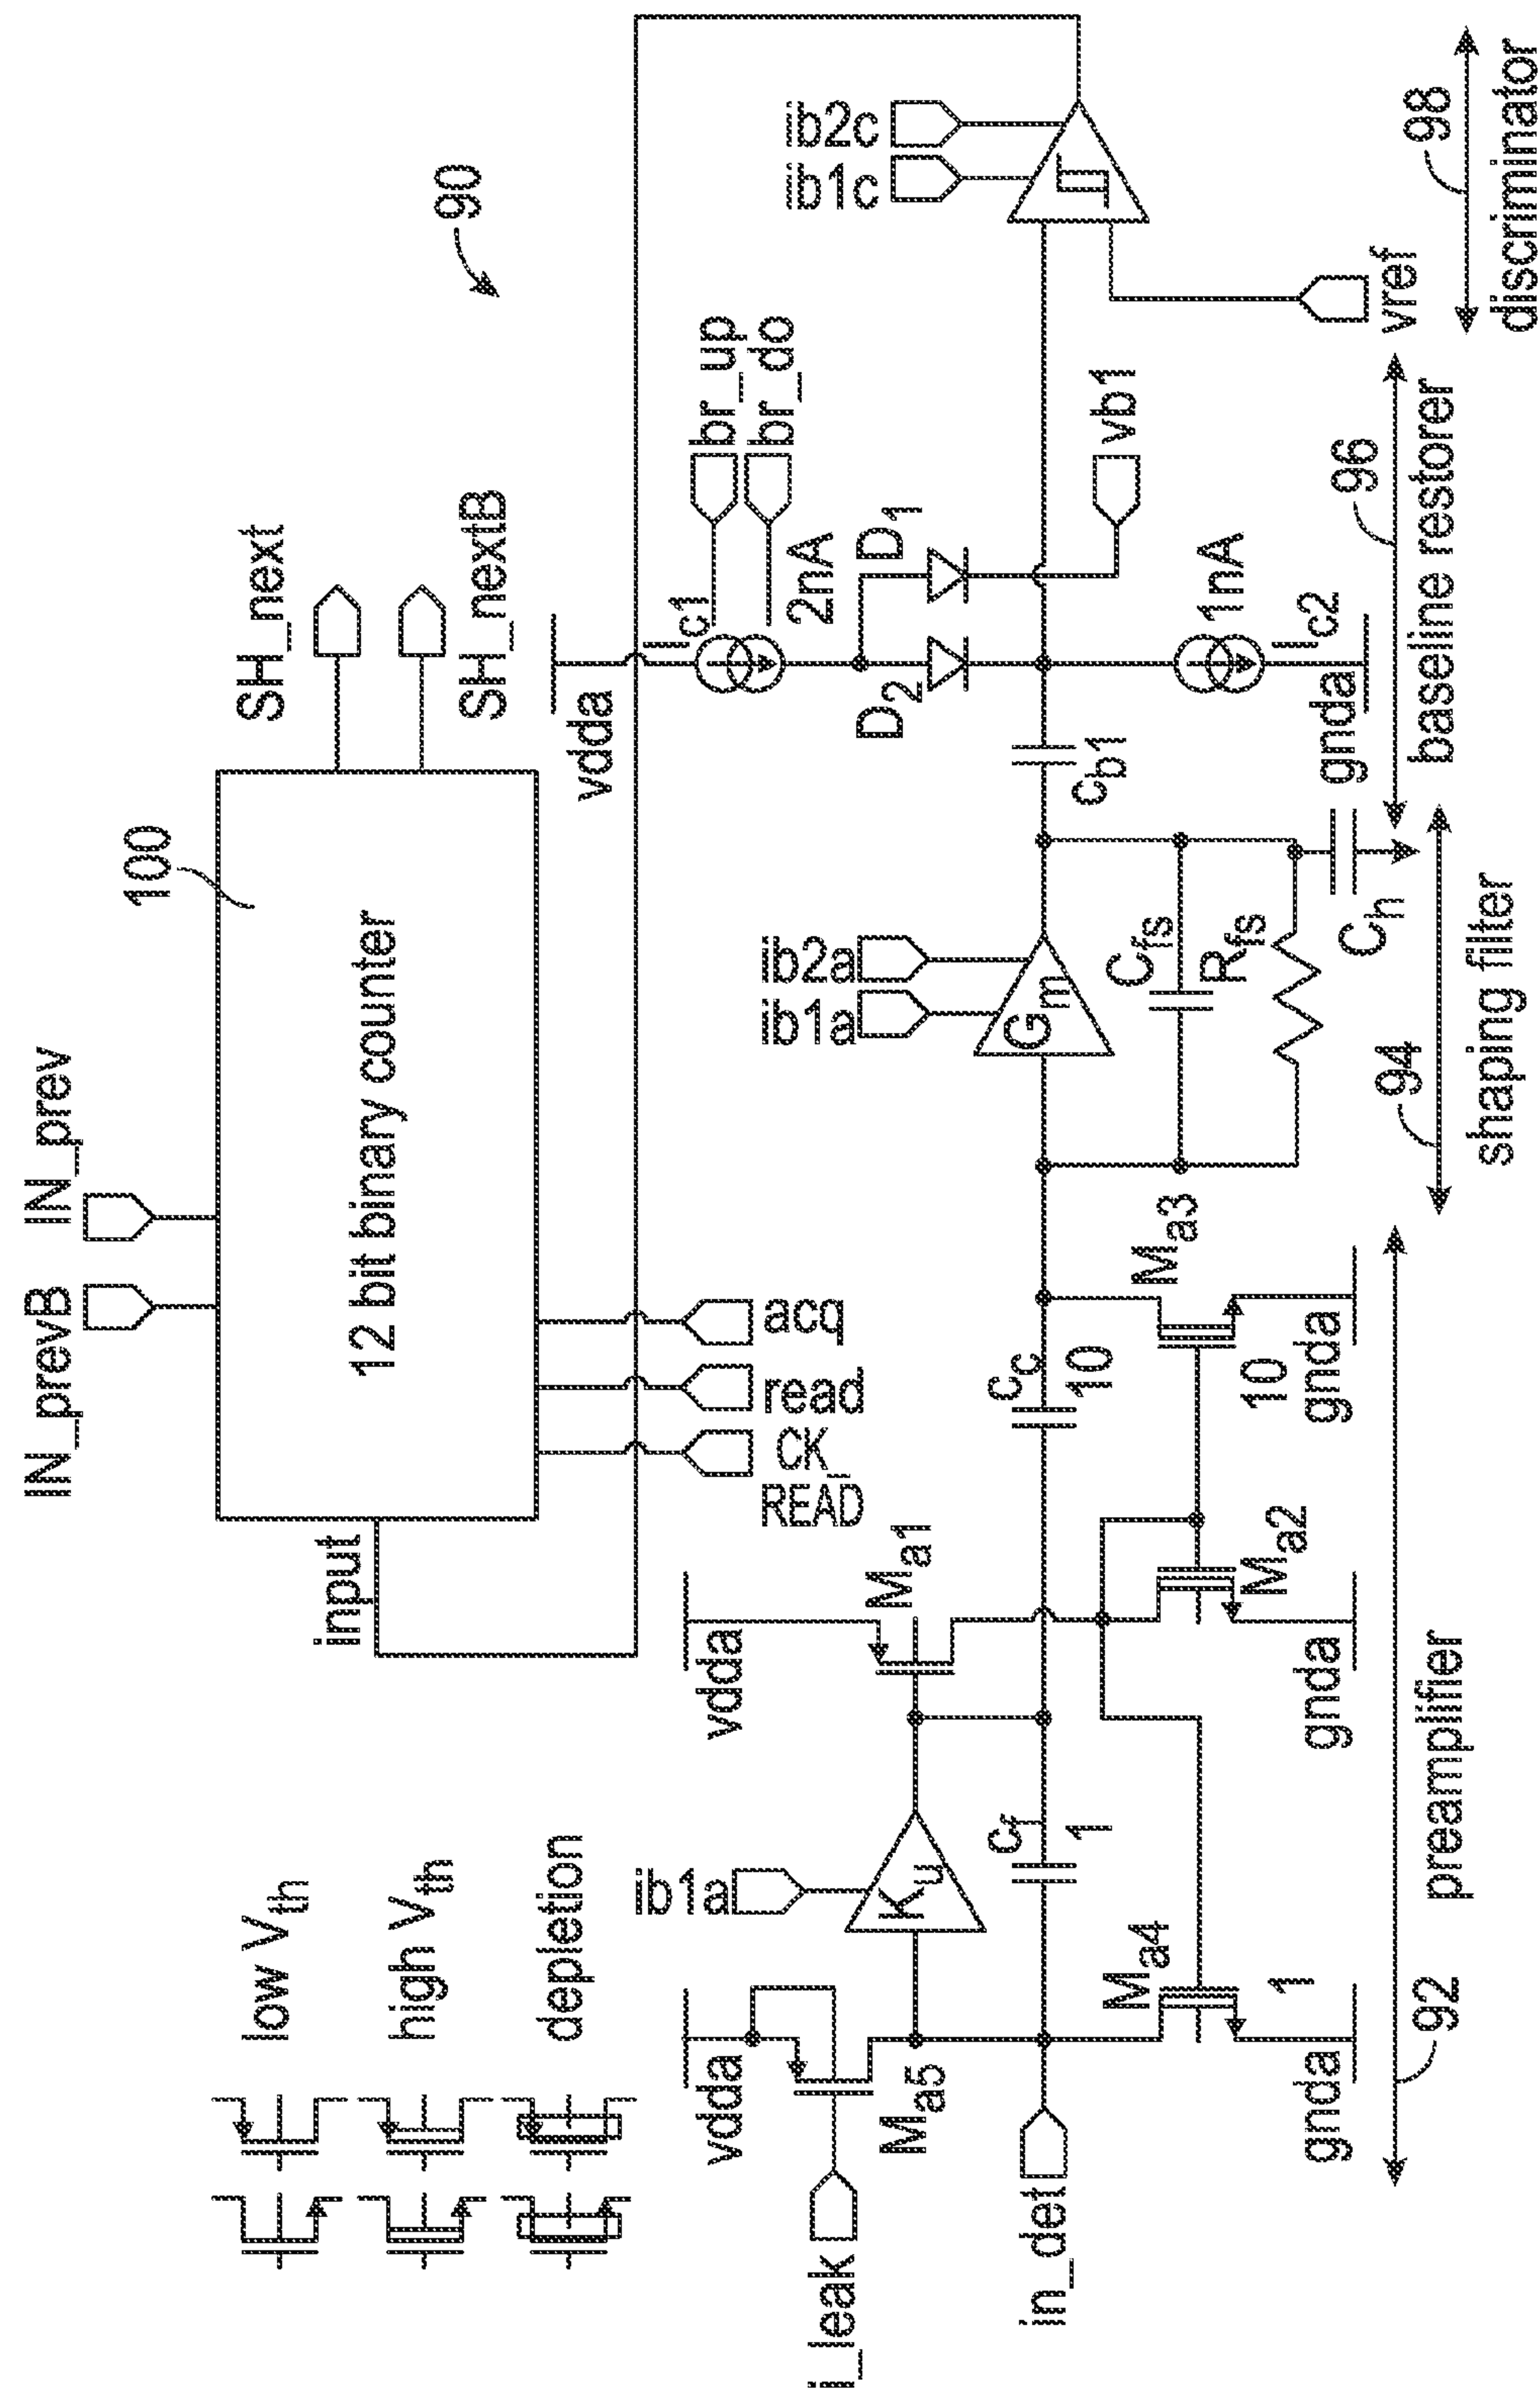 low Vth
high Vth
depletion
IN_prevB
IN_prev
100
12 bit binary counter
input
SH_next
SH_nextB
90
CK_
READ
read
acq
i_leak
vdda
Ma5
in_det
ib1a
Ku
cf
1
Ma4
1
gnda
vdda
Ma1
Ma2
gnda
cc
10
Ma3
10
gnda
ib1a
ib2a
Gm
Cfs
Rfs
Ch
cb1
vdda
Ic1
br_up
br_do
2nA
D2
D1
vb1
1nA
Ic2
gnda
ib1c
ib2c
vref
92
preamplifier
94
shaping filter
96
baseline restorer
98
discriminator